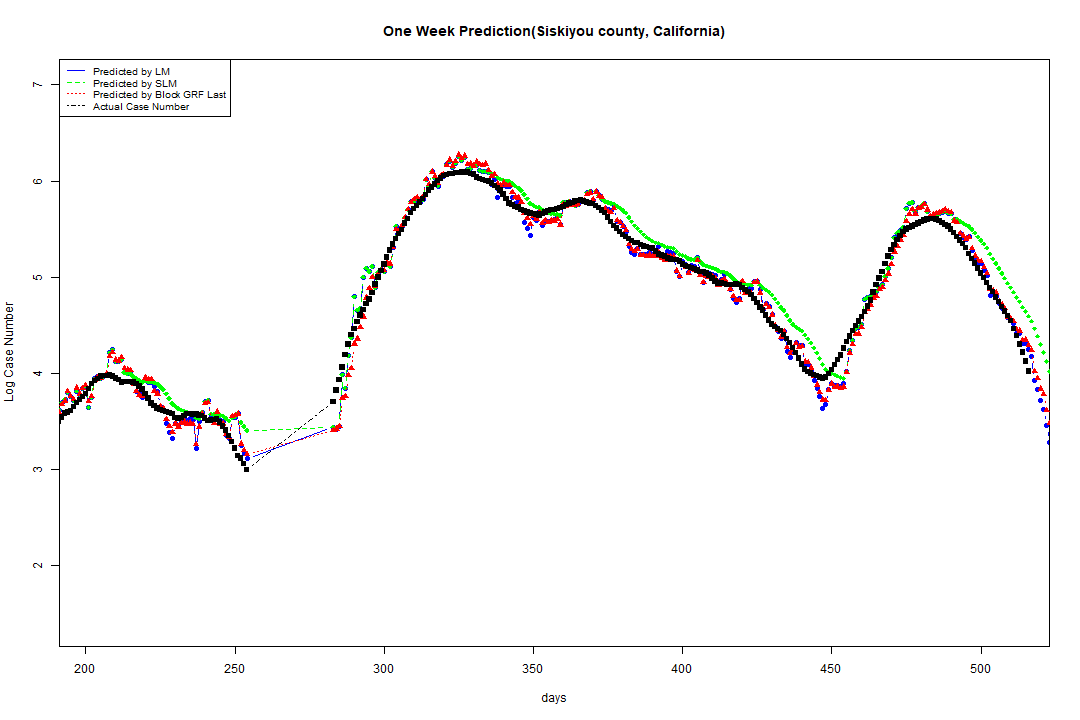 One Week Prediction(Siskiyou county, California)
Predicted by LM
Predicted by SLM
Predicted by Block GRF Last
Actual Case Number
7
6
5
4
3
2
Log Case Number
200 250 300 350 400 450 500
days